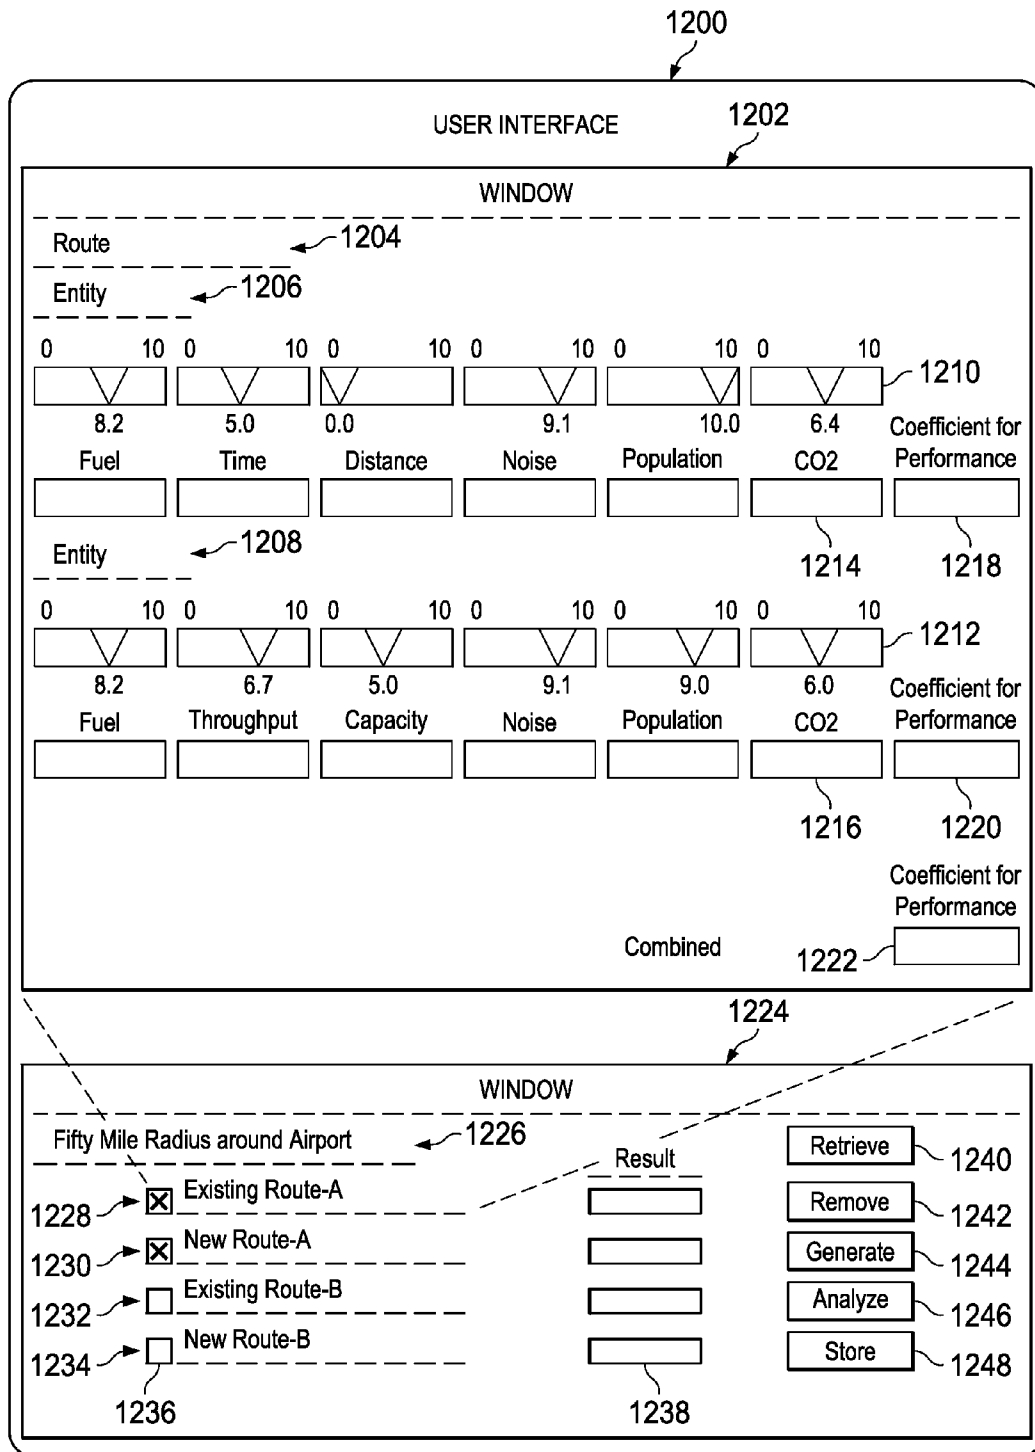 1200
USER INTERFACE
1202
WINDOW
Route
1204
Entity
1206
0 10 0 10 0 10 0 10 0 10 0 10
1210
8.2 5.0 0.0 9.1 10.0 6.4
Coefficient for
Fuel Time Distance Noise Population CO2 Performance
1214 1218
Entity
1208
0 10 0 10 0 10 0 10 0 10 0 10
1212
8.2 6.7 5.0 9.1 9.0 6.0
Coefficient for
Fuel Throughput Capacity Noise Population CO2 Performance
1216 1220
Coefficient for
Performance
Combined
1222
1224
WINDOW
Fifty Mile Radius around Airport
1226
Result
Retrieve
1240
1228
Existing Route-A
Remove
1242
1230
New Route-A
Generate
1244
1232
Existing Route-B
Analyze
1246
1234
New Route-B
Store
1248
1236 1238